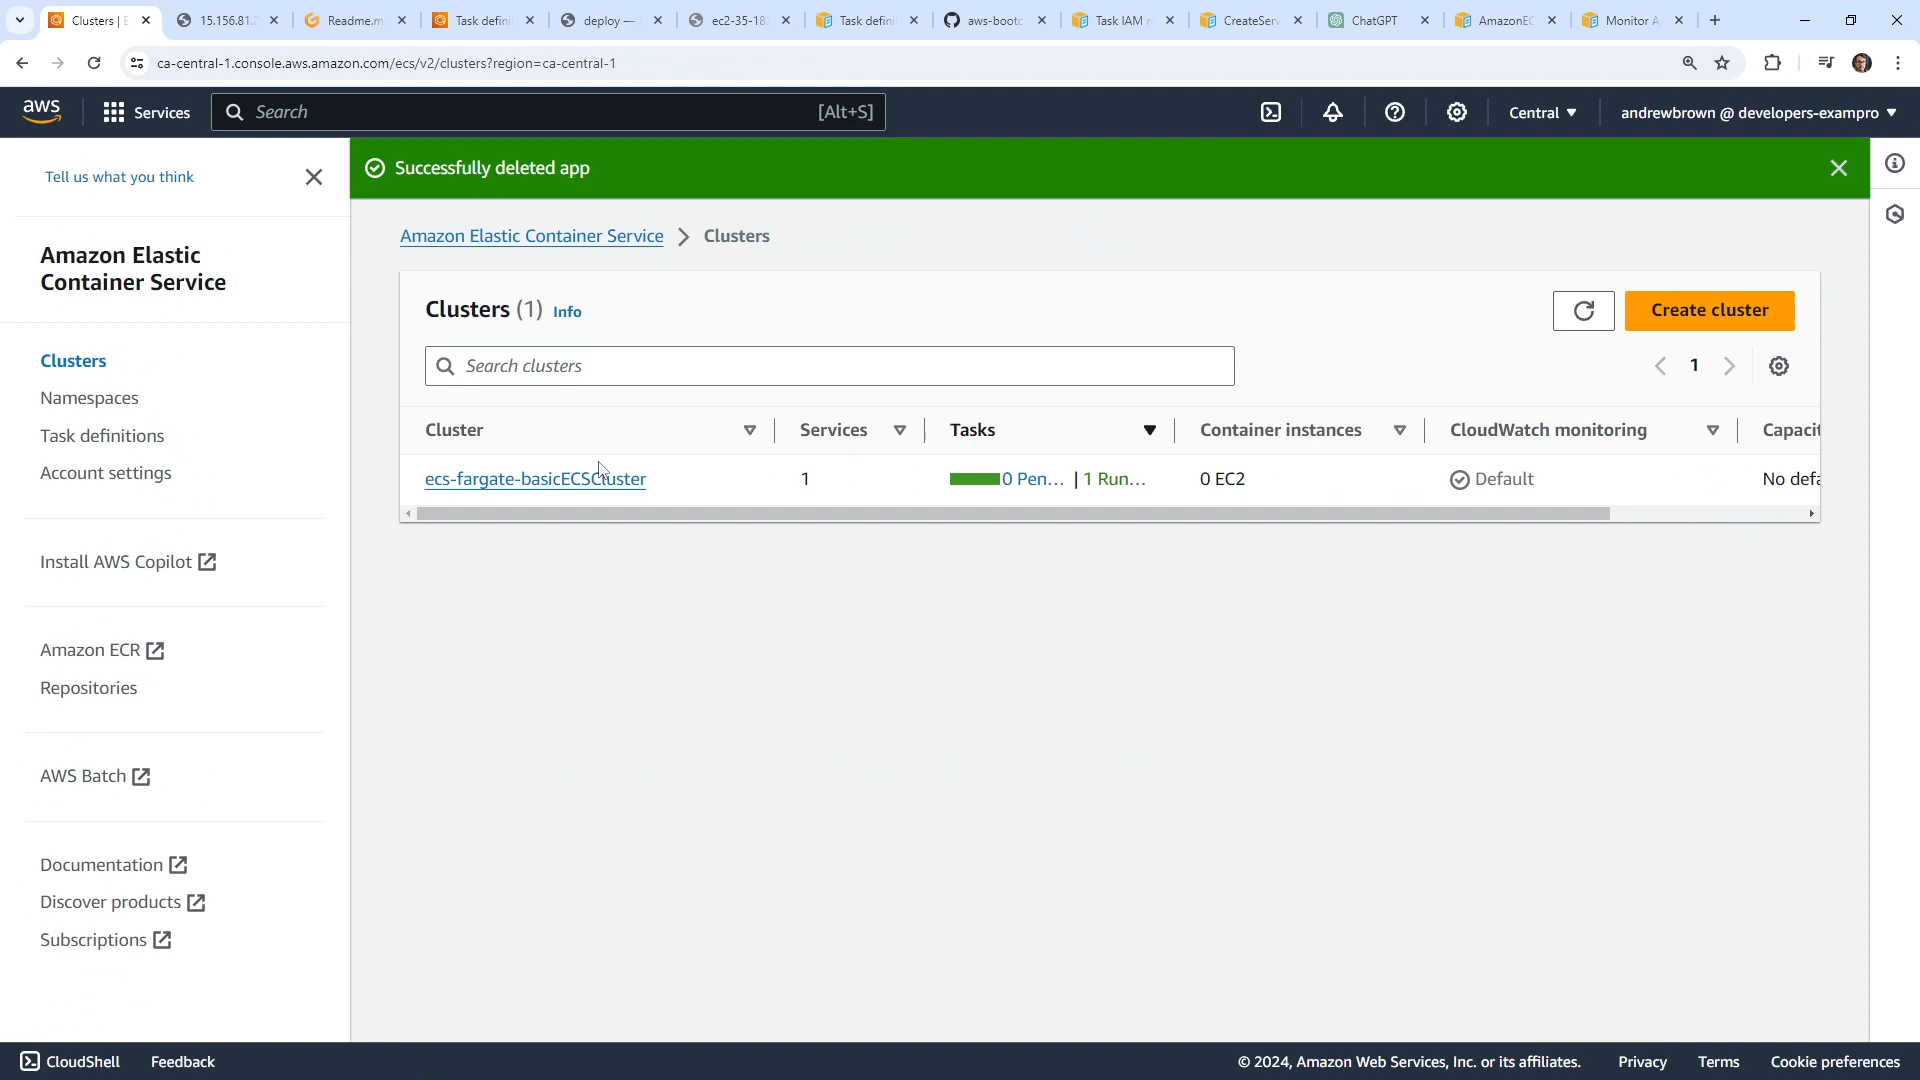 Clusters | E
15.156.81.
Readme.m
Task defini
deploy —
ec2-35-18
Task defini
aws-bootc
Task IAM r
CreateServ
ChatGPT
AmazonEC
Monitor A
ca-central-1.console.aws.amazon.com/ecs/v2/clusters?region=ca-central-1
aws
Services
Search
[Alt+S]
Central
andrewbrown @ developers-exampro
Tell us what you think
Successfully deleted app
Amazon Elastic Container Service
Clusters
Amazon Elastic
Container Service
Clusters (1) Info
Create cluster
Search clusters
1
Clusters
Namespaces
Task definitions
Account settings
Cluster
Services
Tasks
Container instances
CloudWatch monitoring
Capacit
ecs-fargate-basicECSCluster
1
0 Pen... | 1 Run...
0 EC2
Default
No defa
Install AWS Copilot
Amazon ECR
Repositories
AWS Batch
Documentation
Discover products
Subscriptions
CloudShell
Feedback
© 2024, Amazon Web Services, Inc. or its affiliates.
Privacy
Terms
Cookie preferences